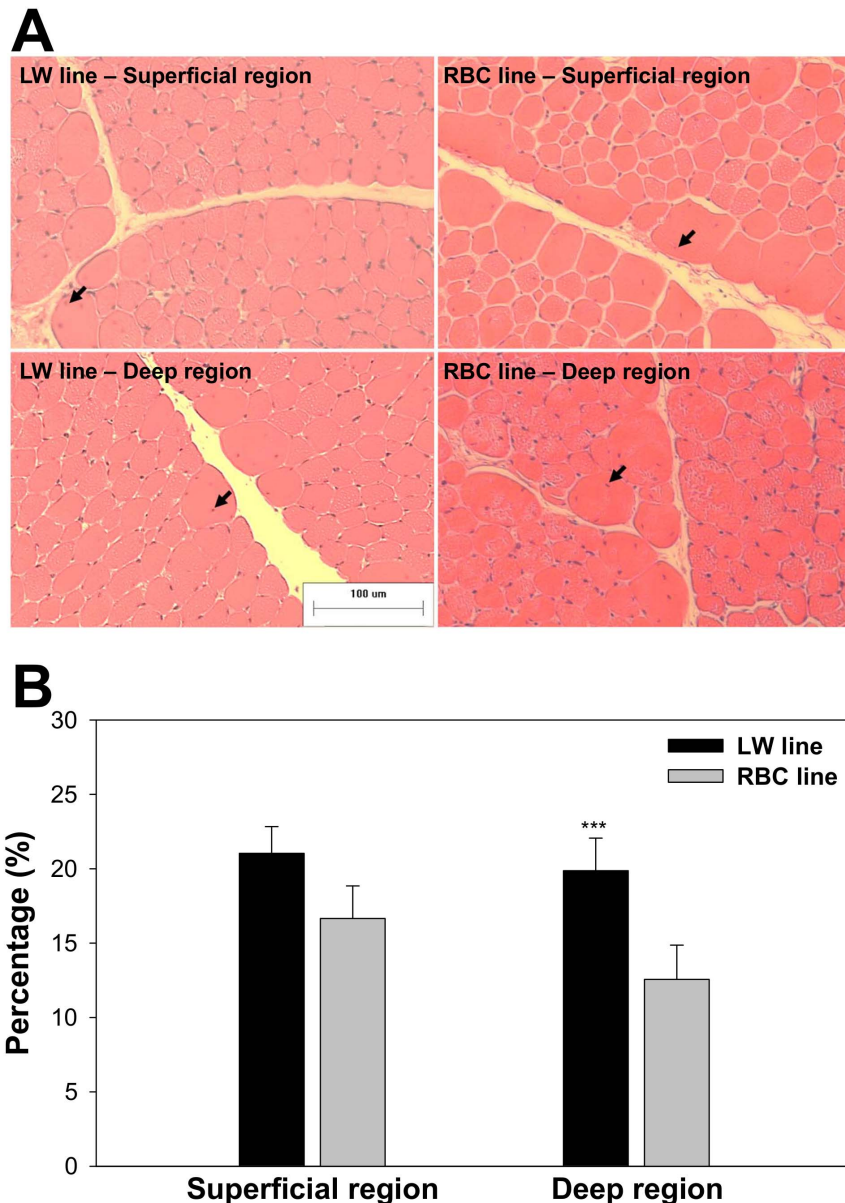 A
LW line – Superficial region
RBC line – Superficial region
LW line – Deep region
RBC line – Deep region
100 um
B
30
25
20
15
10
5
0
Percentage (%)
LW line
RBC line
***
Superficial region
Deep region